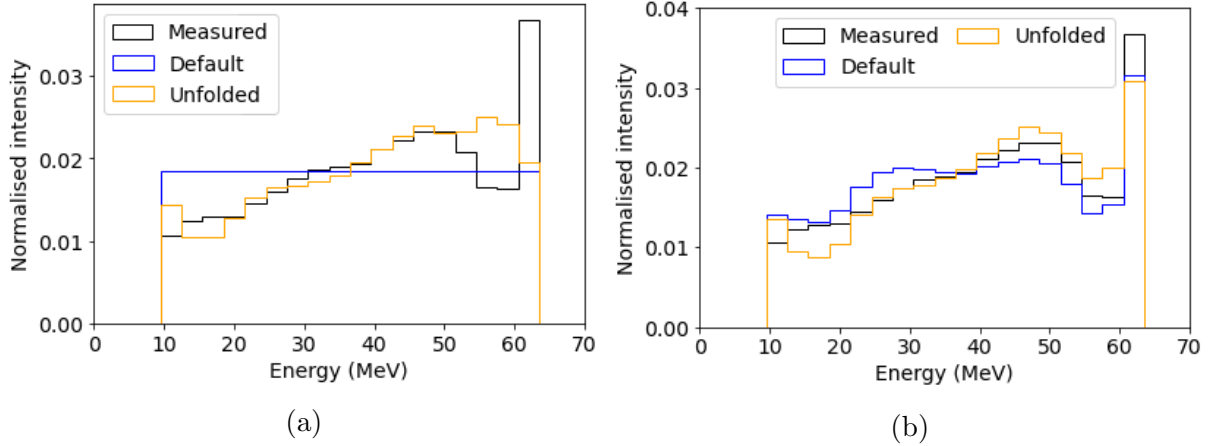 Measured
Default
Unfolded
0.03
0.02
0.01
0.00
Normalised intensity
0 10 20 30 40 50 60 70
Energy (MeV)
(a)
Measured Unfolded
Default
0.04
0.03
0.02
0.01
0.00
Normalised intensity
0 10 20 30 40 50 60 70
Energy (MeV)
(b)